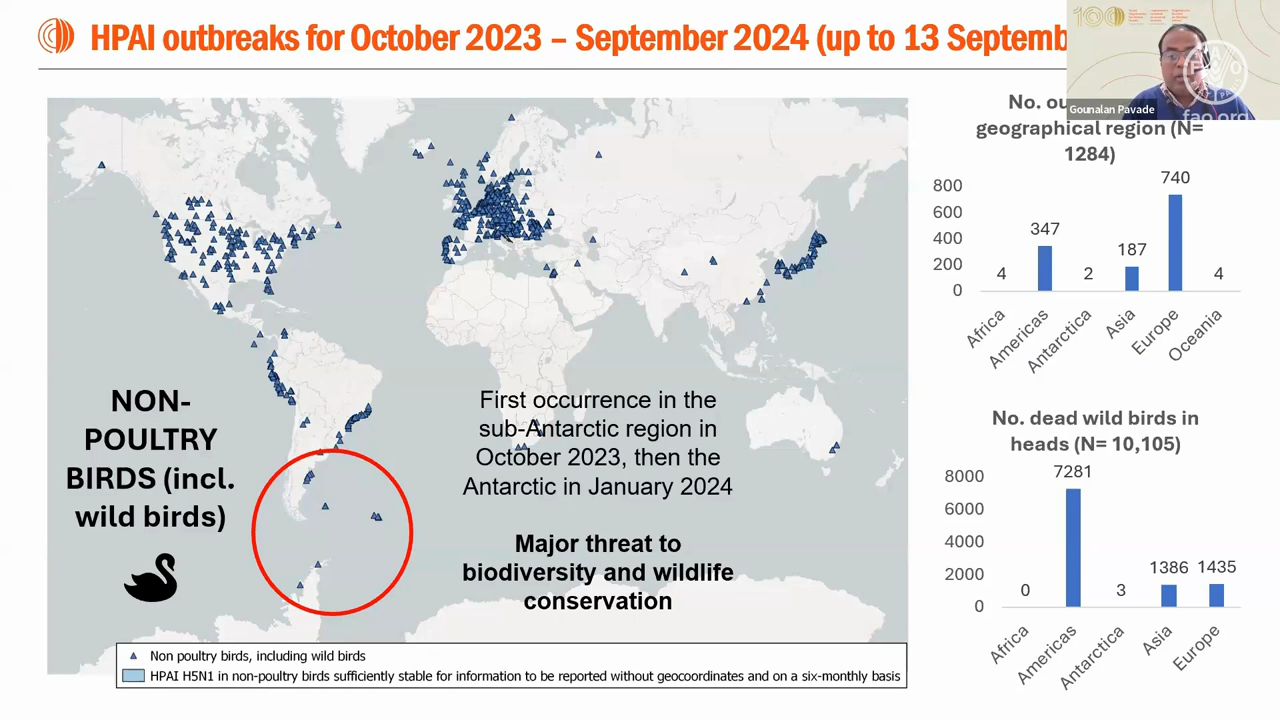 HPAI outbreaks for October 2023 – September 2024 (up to 13 Septemb
Gounalan Pavade
fao.org
No. ou
geographical region (N=
1284)
800
600
400
200
0
4
347
2
187
740
4
Africa
Americas
Antarctica
Asia
Europe
Oceania
NON-
POULTRY
BIRDS (incl.
wild birds)
First occurrence in the
sub-Antarctic region in
October 2023, then the
Antarctic in January 2024
Major threat to
biodiversity and wildlife
conservation
No. dead wild birds in
heads (N= 10,105)
8000
6000
4000
2000
0
0
7281
3
1386
1435
Africa
Americas
Antarctica
Asia
Europe
Non poultry birds, including wild birds
HPAI H5N1 in non-poultry birds sufficiently stable for information to be reported without geocoordinates and on a six-monthly basis